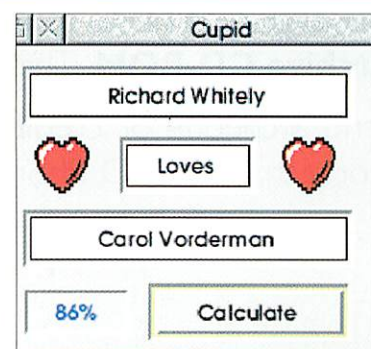 Cupid
Richard Whitely
Loves
Carol Vorderman
86%
Calculate